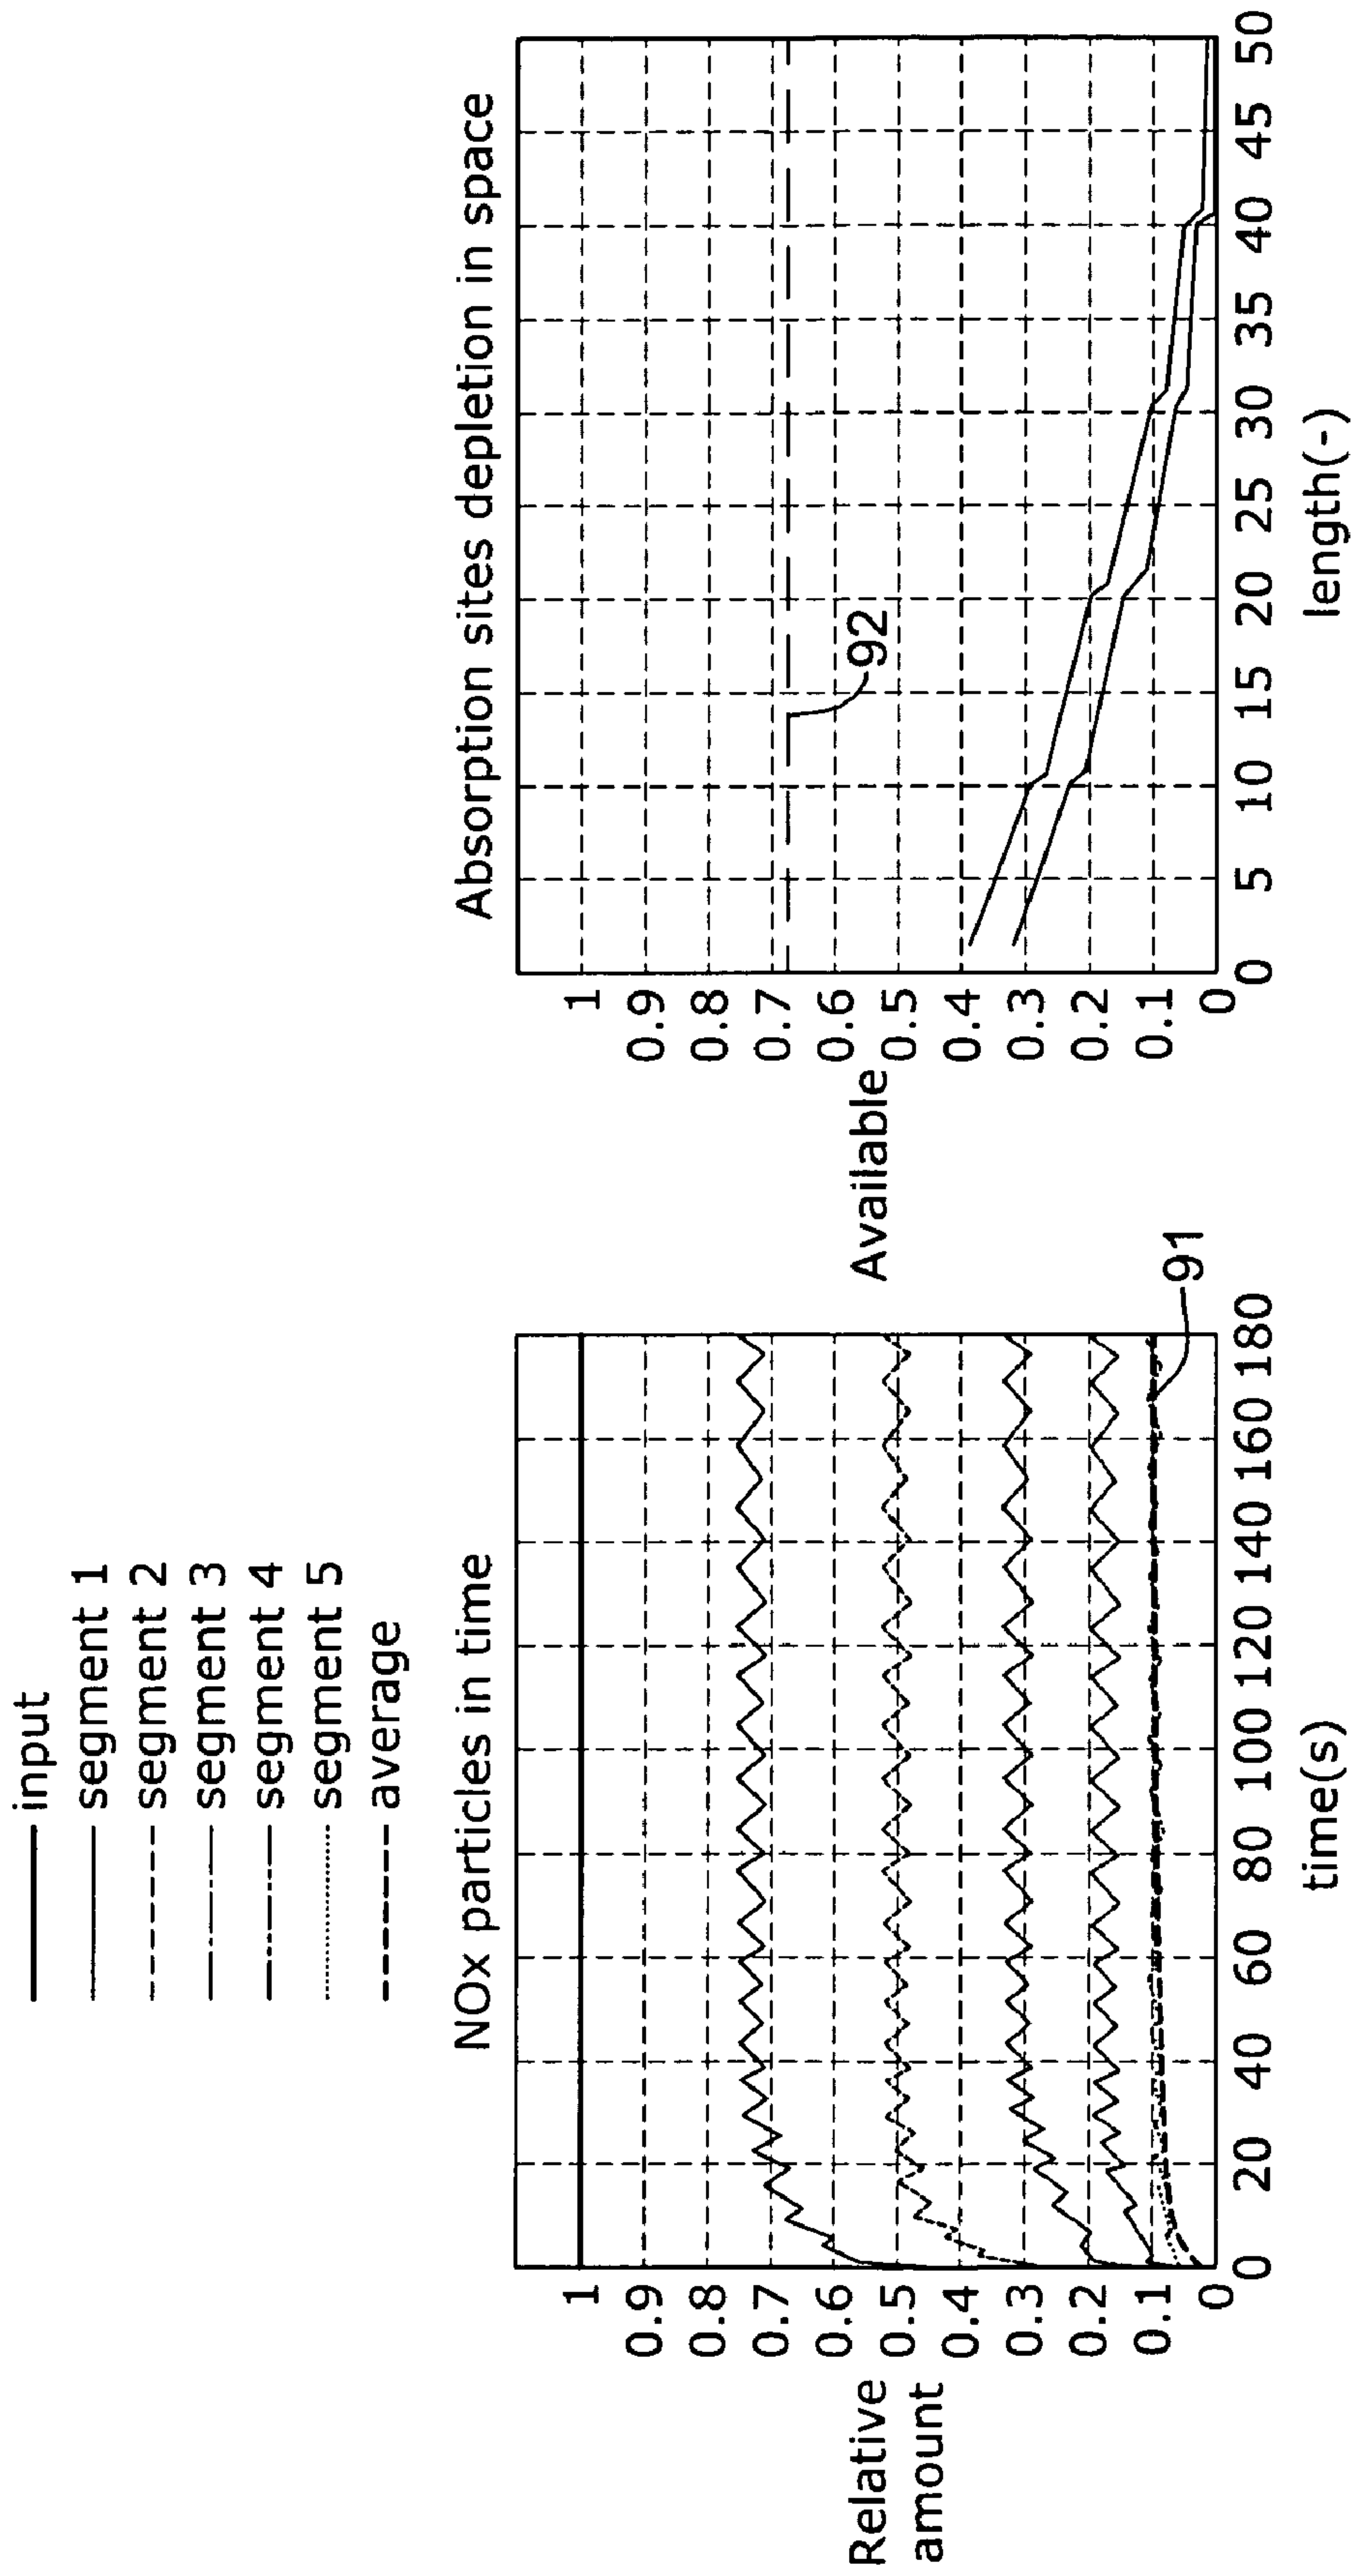 input
segment 1
segment 2
segment 3
segment 4
segment 5
average
NOx particles in time
Relative
amount
1
0.9
0.8
0.7
0.6
0.5
0.4
0.3
0.2
0.1
0
0 20 40 60 80 100 120 140 160 180
time(s)
91
Absorption sites depletion in space
Available
1
0.9
0.8
0.7
0.6
0.5
0.4
0.3
0.2
0.1
0
0 5 10 15 20 25 30 35 40 45 50
length(-)
92